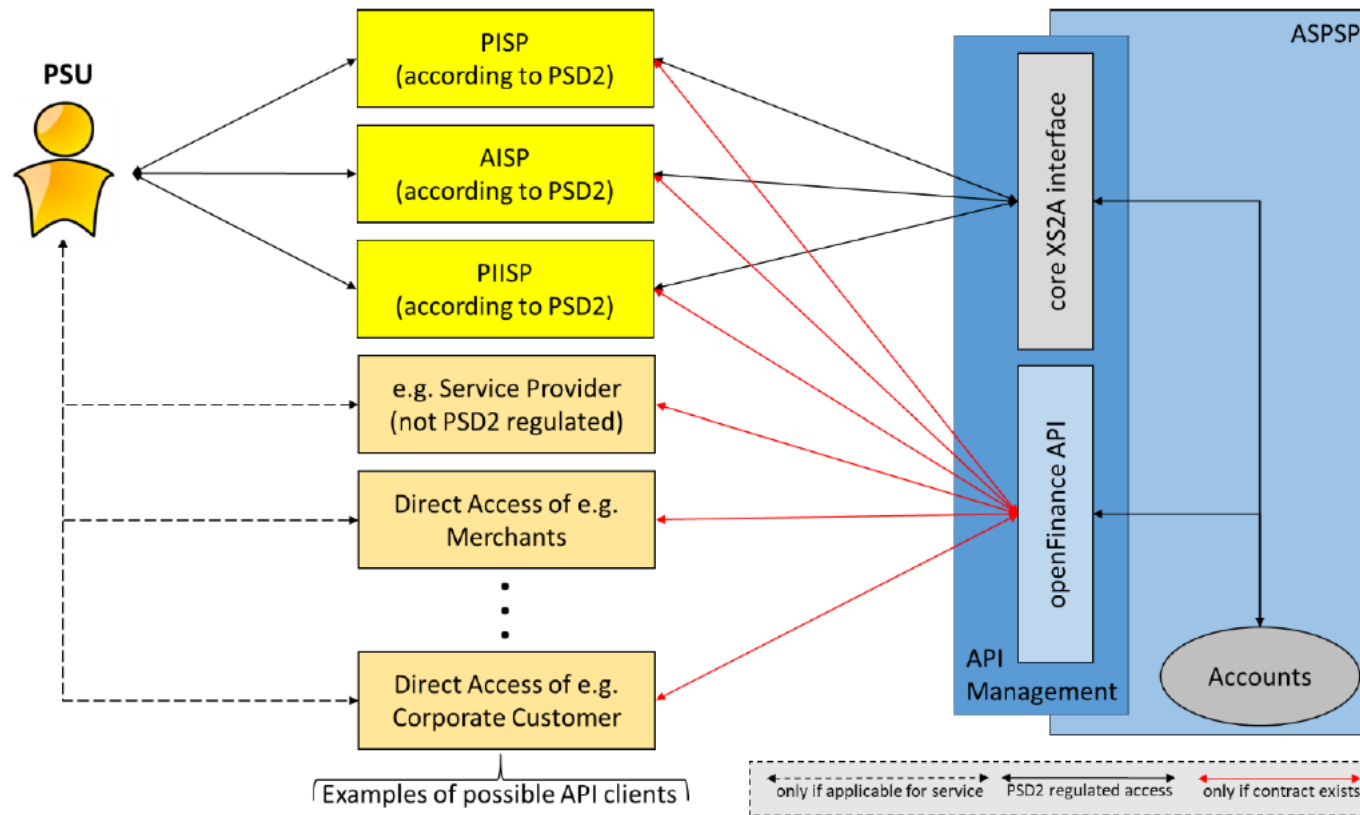 PSU
PISP
(according to PSD2)
AISP
(according to PSD2)
PIISP
(according to PSD2)
e.g. Service Provider
(not PSD2 regulated)
Direct Access of e.g.
Merchants
Direct Access of e.g.
Corporate Customer
Examples of possible API clients
ASPSP
core XS2A interface
openFinance API
API
Management
Accounts
only if applicable for service
PSD2 regulated access
only if contract exists